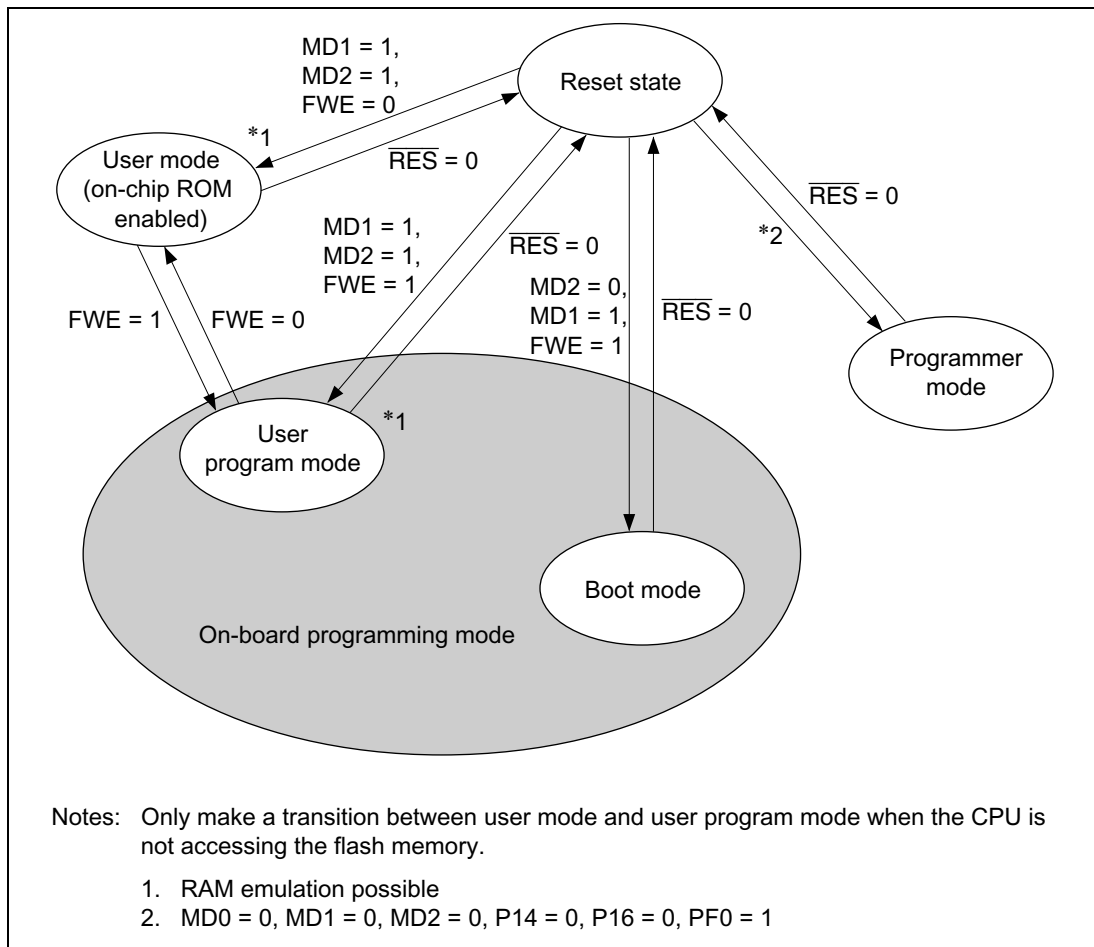 MD1 = 1,
MD2 = 1,
FWE = 0
Reset state
*1
R̅E̅S̅ = 0
User mode
(on-chip ROM
enabled)
R̅E̅S̅ = 0
*2
MD1 = 1,
MD2 = 1,
FWE = 1
R̅E̅S̅ = 0
MD2 = 0,
MD1 = 1,
FWE = 1
R̅E̅S̅ = 0
FWE = 1
FWE = 0
Programmer
mode
*1
User
program mode
Boot mode
On-board programming mode
Notes: Only make a transition between user mode and user program mode when the CPU is
not accessing the flash memory.
1. RAM emulation possible
2. MD0 = 0, MD1 = 0, MD2 = 0, P14 = 0, P16 = 0, PF0 = 1